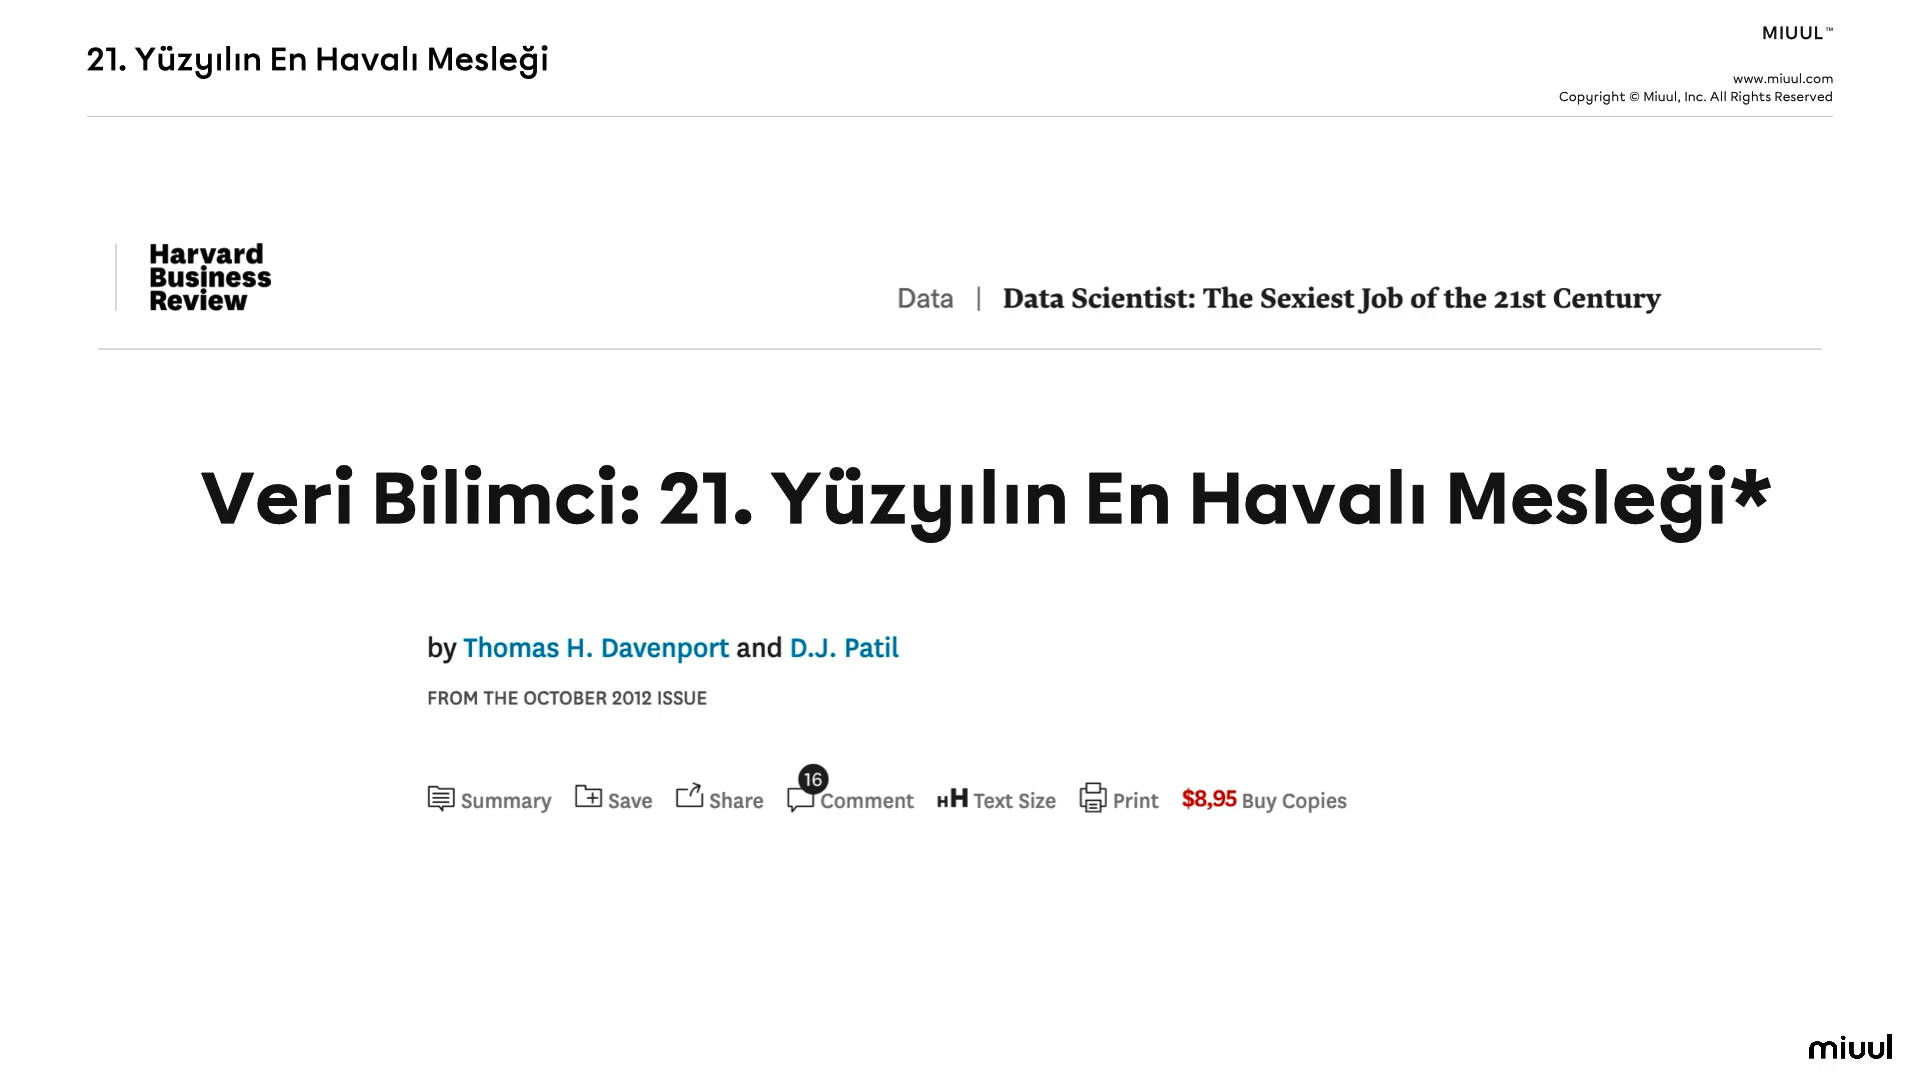 21. Yüzyılın En Havalı Mesleği
MIUUL™
www.miuul.com
Copyright © Miuul, Inc. All Rights Reserved
Harvard
Business
Review
Data | Data Scientist: The Sexiest Job of the 21st Century
Veri Bilimci: 21. Yüzyılın En Havalı Mesleği*
by Thomas H. Davenport and D.J. Patil
FROM THE OCTOBER 2012 ISSUE
16
Summary Save Share Comment HH Text Size Print $8,95 Buy Copies
miuul